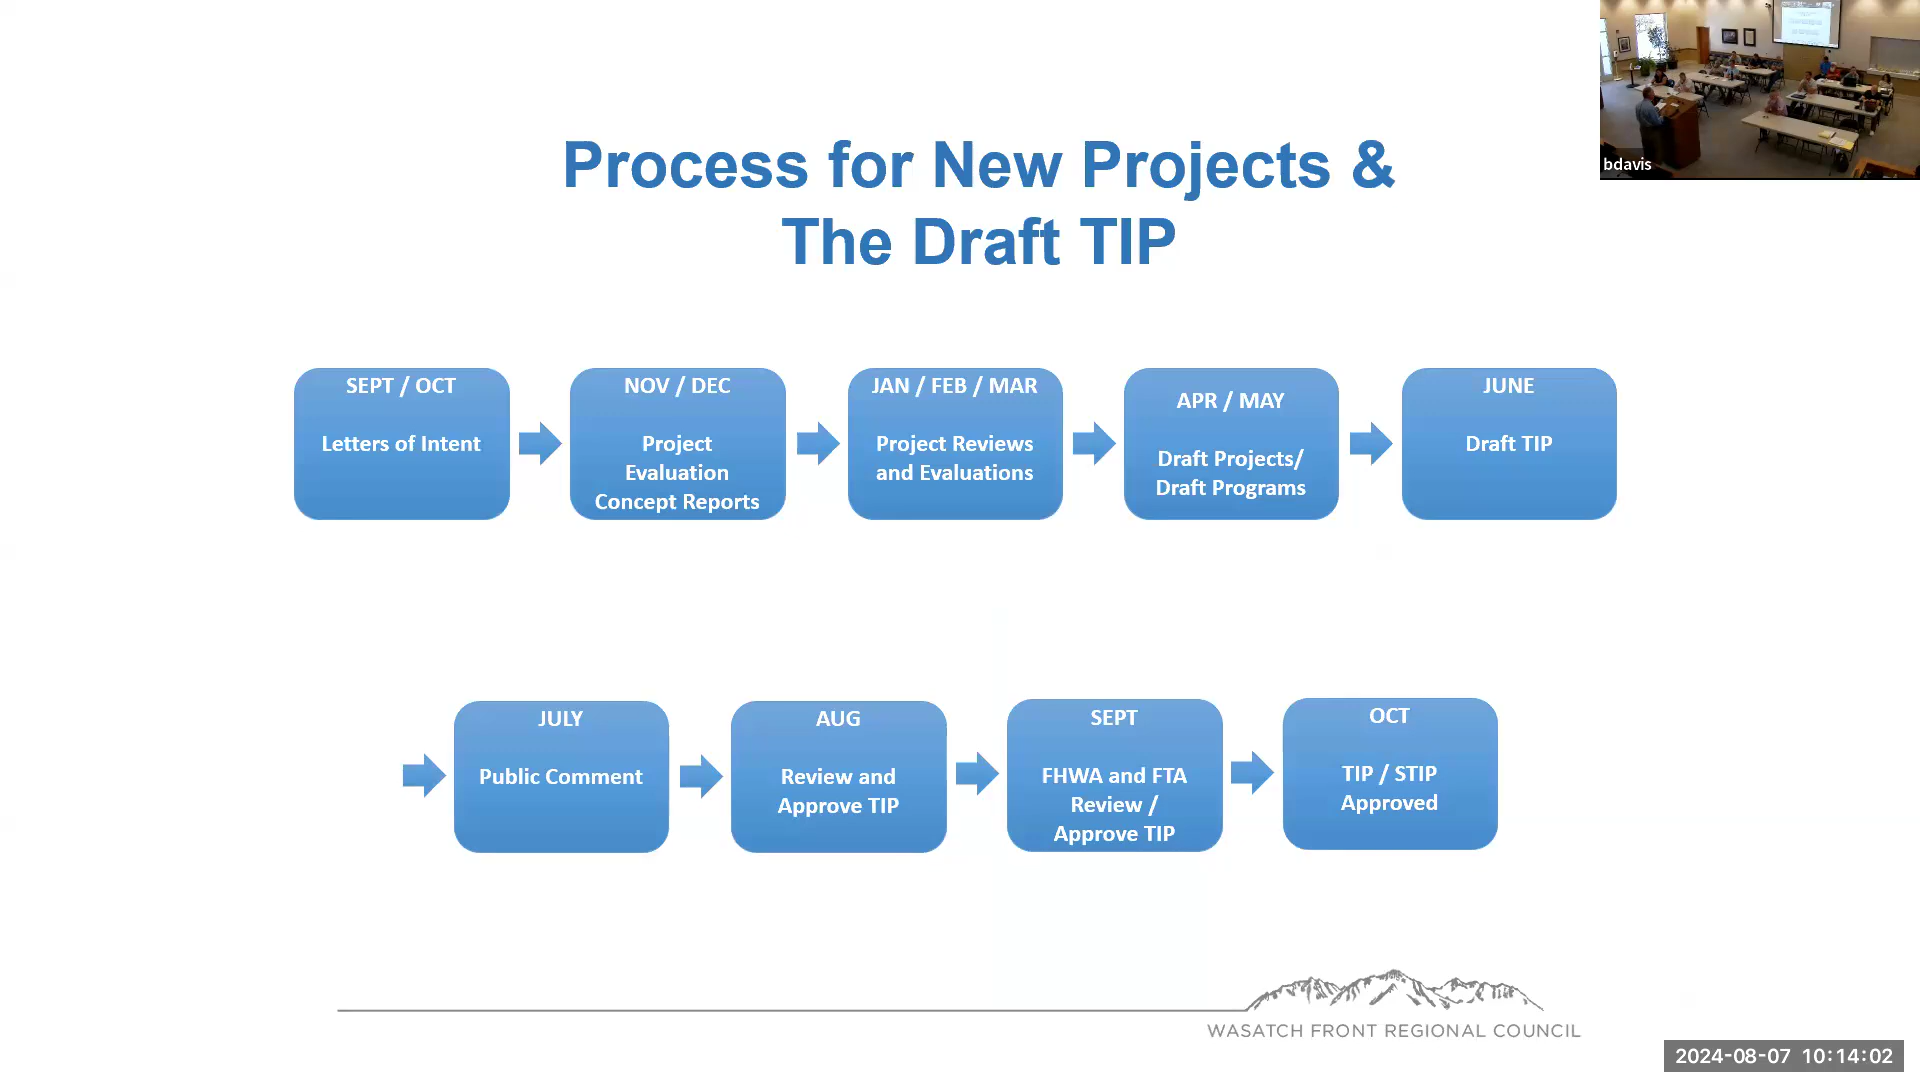 bdavis
Process for New Projects &
The Draft TIP
SEPT / OCT
Letters of Intent
NOV / DEC
Project
Evaluation
Concept Reports
JAN / FEB / MAR
Project Reviews
and Evaluations
APR / MAY
Draft Projects/
Draft Programs
JUNE
Draft TIP
JULY
Public Comment
AUG
Review and
Approve TIP
SEPT
FHWA and FTA
Review /
Approve TIP
OCT
TIP / STIP
Approved
WASATCH FRONT REGIONAL COUNCIL
2024-08-07 10:14:02